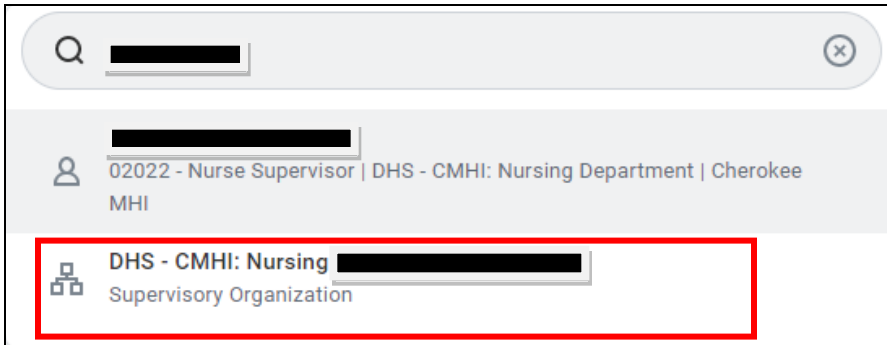 02022 - Nurse Supervisor | DHS - CMHI: Nursing Department | Cherokee
MHI
DHS - CMHI: Nursing
Supervisory Organization